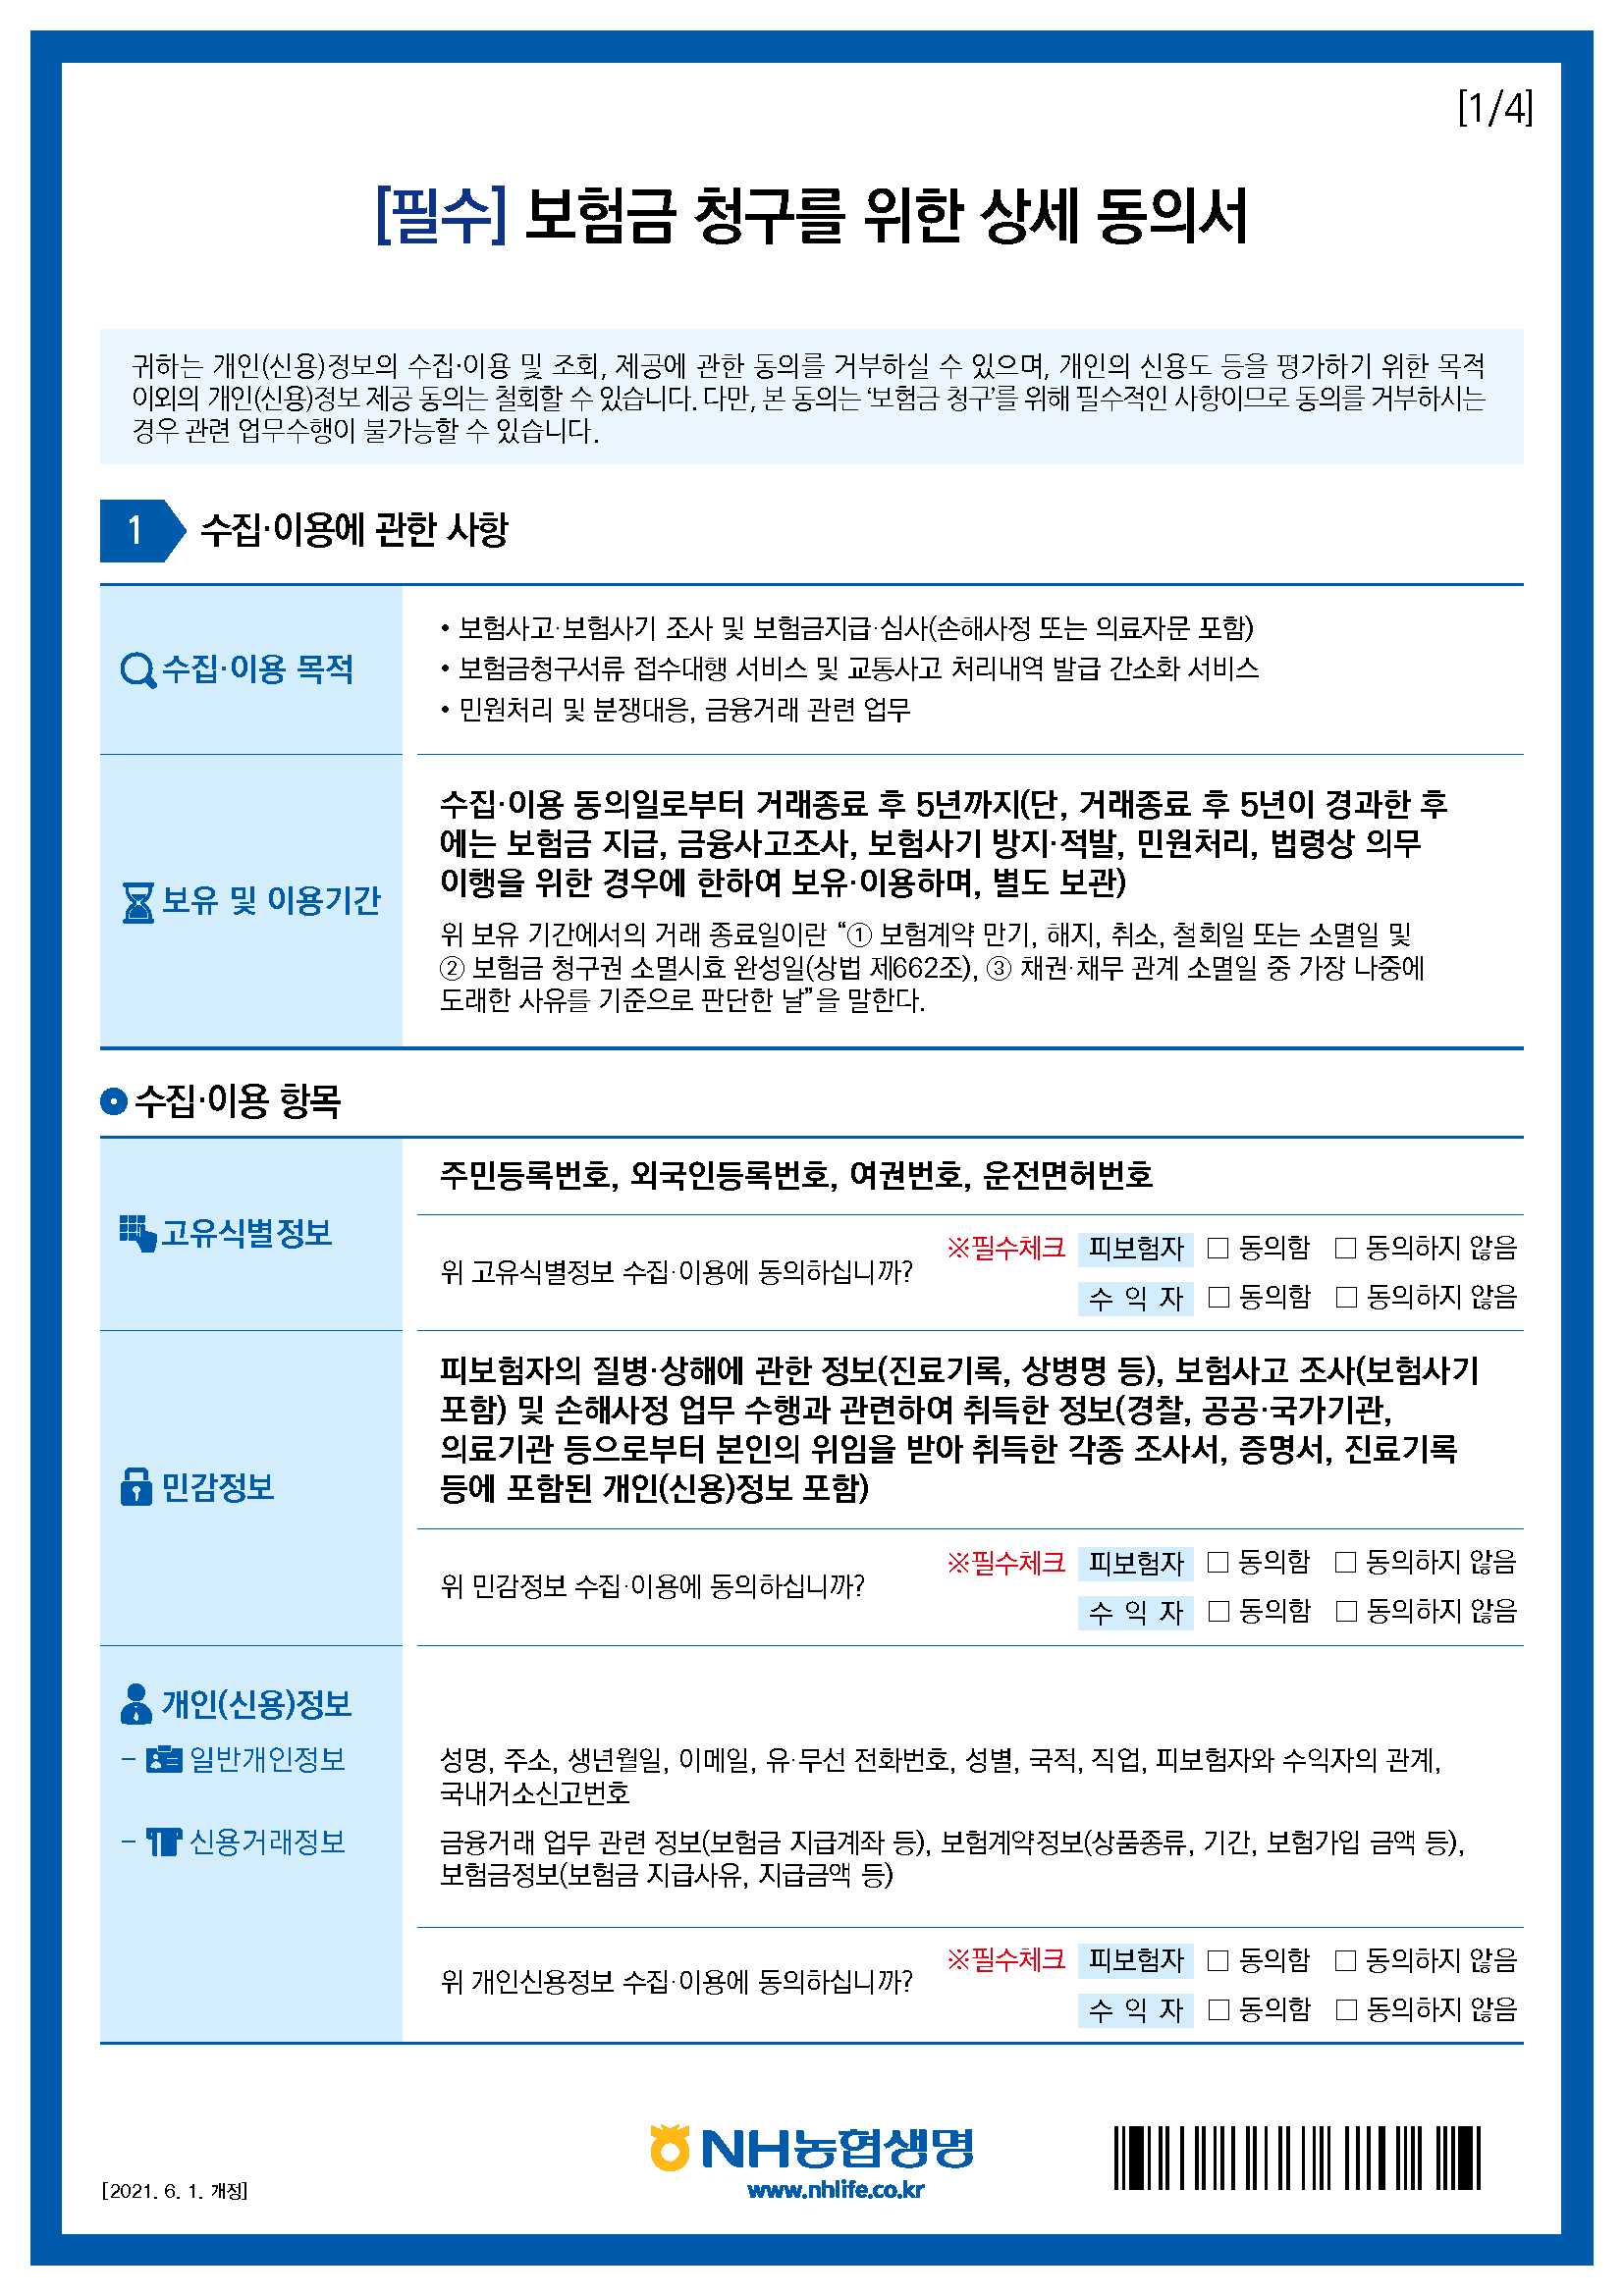 [1/4]
[필수] 보험금 청구를 위한 상세 동의서
귀하는 개인(신용)정보의 수집·이용 및 조회, 제공에 관한 동의를 거부하실 수 있으며, 개인의 신용도 등을 평가하기 위한 목적
이외의 개인(신용)정보 제공 동의는 철회할 수 있습니다. 다만, 본 동의는 ‘보험금 청구’를 위해 필수적인 사항이므로 동의를 거부하시는
경우 관련 업무수행이 불가능할 수 있습니다.
1 수집·이용에 관한 사항
수집·이용 목적
• 보험사고·보험사기 조사 및 보험금지급·심사(손해사정 또는 의료자문 포함)
• 보험금청구서류 접수대행 서비스 및 교통사고 처리내역 발급 간소화 서비스
• 민원처리 및 분쟁대응, 금융거래 관련 업무
보유 및 이용기간
수집·이용 동의일로부터 거래종료 후 5년까지(단, 거래종료 후 5년이 경과한 후
에는 보험금 지급, 금융사고조사, 보험사기 방지·적발, 민원처리, 법령상 의무
이행을 위한 경우에 한하여 보유·이용하며, 별도 보관)
위 보유 기간에서의 거래 종료일이란 “① 보험계약 만기, 해지, 취소, 철회일 또는 소멸일 및
② 보험금 청구권 소멸시효 완성일(상법 제662조), ③ 채권·채무 관계 소멸일 중 가장 나중에
도래한 사유를 기준으로 판단한 날”을 말한다.
수집·이용 항목
고유식별정보
주민등록번호, 외국인등록번호, 여권번호, 운전면허번호
위 고유식별정보 수집·이용에 동의하십니까?
※필수체크 피보험자 □ 동의함 □ 동의하지 않음
수 익 자 □ 동의함 □ 동의하지 않음
민감정보
피보험자의 질병·상해에 관한 정보(진료기록, 상병명 등), 보험사고 조사(보험사기
포함) 및 손해사정 업무 수행과 관련하여 취득한 정보(경찰, 공공·국가기관,
의료기관 등으로부터 본인의 위임을 받아 취득한 각종 조사서, 증명서, 진료기록
등에 포함된 개인(신용)정보 포함)
위 민감정보 수집·이용에 동의하십니까?
※필수체크 피보험자 □ 동의함 □ 동의하지 않음
수 익 자 □ 동의함 □ 동의하지 않음
개인(신용)정보
- 일반개인정보
성명, 주소, 생년월일, 이메일, 유·무선 전화번호, 성별, 국적, 직업, 피보험자와 수익자의 관계,
국내거소신고번호
- 신용거래정보
금융거래 업무 관련 정보(보험금 지급계좌 등), 보험계약정보(상품종류, 기간, 보험가입 금액 등),
보험금정보(보험금 지급사유, 지급금액 등)
위 개인신용정보 수집·이용에 동의하십니까?
※필수체크 피보험자 □ 동의함 □ 동의하지 않음
수 익 자 □ 동의함 □ 동의하지 않음
NH농협생명
www.nhlife.co.kr
[2021. 6. 1. 개정]